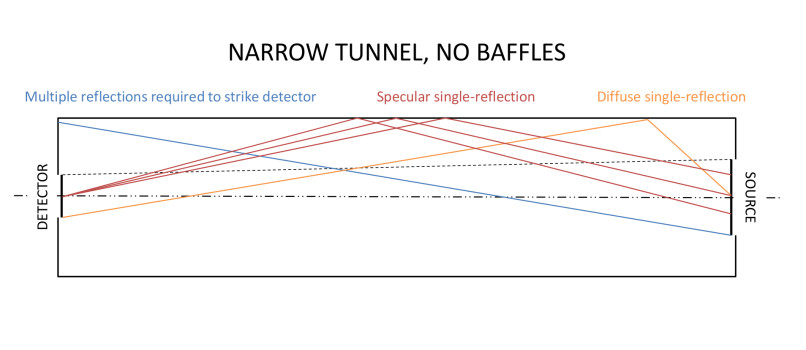 NARROW TUNNEL, NO BAFFLES
Multiple reflections required to strike detector
Specular single-reflection
Diffuse single-reflection
DETECTOR
SOURCE